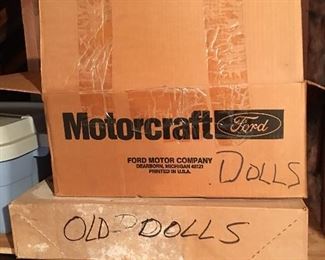 Motorcraft Ford
FORD MOTOR COMPANY
DEARBORN, MICHIGAN 48121
PRINTED IN U.S.A.
DOLLS
OLD DOLLS